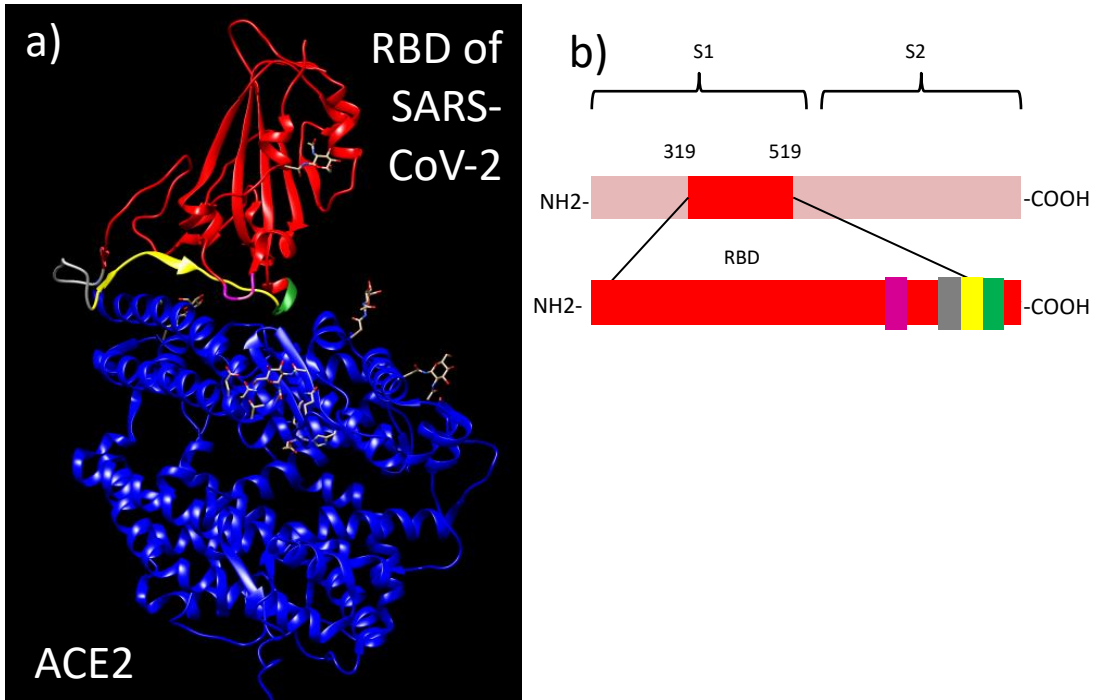 a)
RBD of
SARS-
CoV-2
ACE2
b)
S1 S2
319 519
NH2- -COOH
RBD
NH2- -COOH